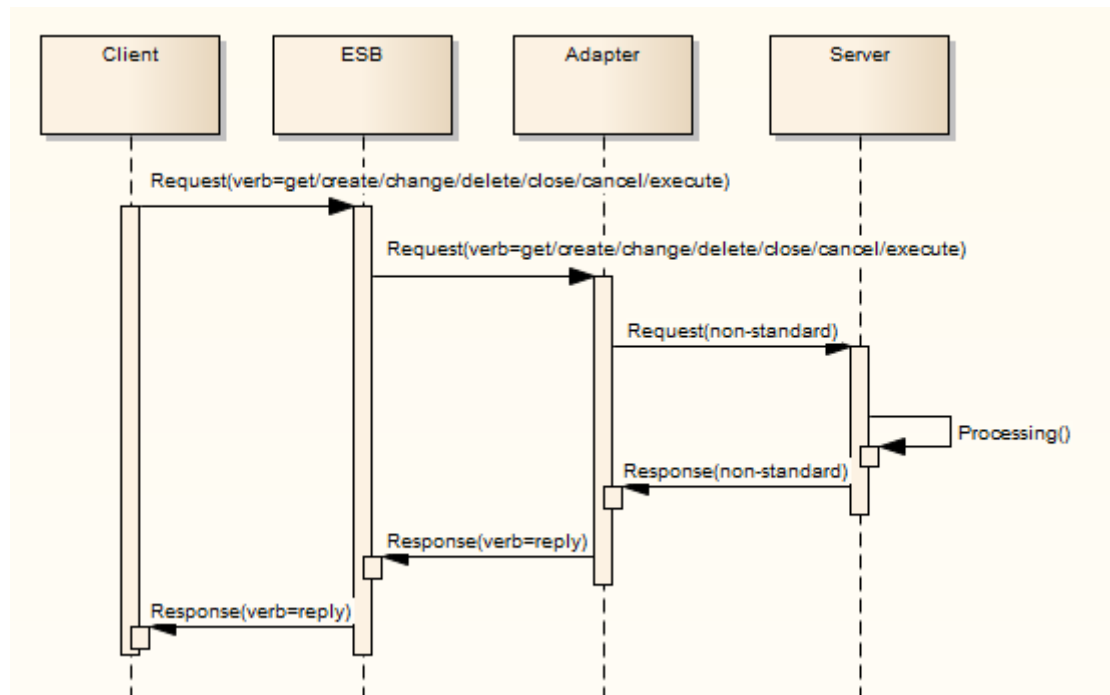 Client
ESB
Adapter
Server
Request(verb=get/create/change/delete/close/cancel/execute)
Request(verb=get/create/change/delete/close/cancel/execute)
Request(non-standard)
Processing()
Response(non-standard)
Response(verb=reply)
Response(verb=reply)